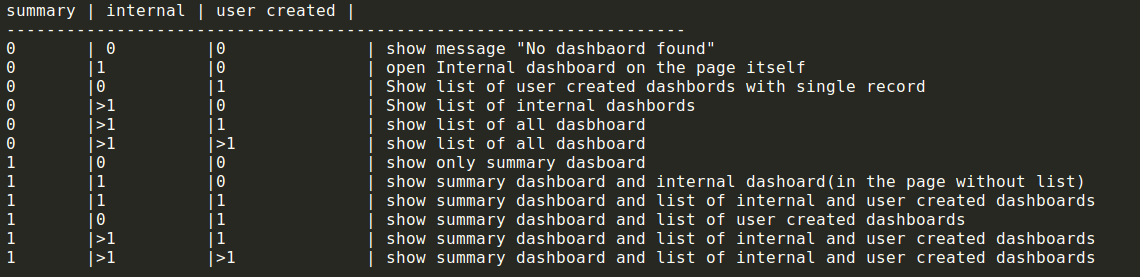 summary | internal | user created |
--------------------------------------------------------------------
0 | 0 |0 | show message "No dashbaord found"
0 |1 |0 | open Internal dashboard on the page itself
0 |0 |1 | Show list of user created dashbords with single record
0 |>1 |0 | Show list of internal dashbords
0 |>1 |1 | show list of all dasbhoard
0 |>1 |>1 | show list of all dashboard
1 |0 |0 | show only summary dasboard
1 |1 |0 | show summary dashboard and internal dashoard(in the page without list)
1 |1 |1 | show summary dashboard and list of internal and user created dashboards
1 |0 |1 | show summary dashboard and list of user created dashboards
1 |>1 |1 | show summary dashboard and list of internal and user created dashboards
1 |>1 |>1 | show summary dashboard and list of internal and user created dashboards